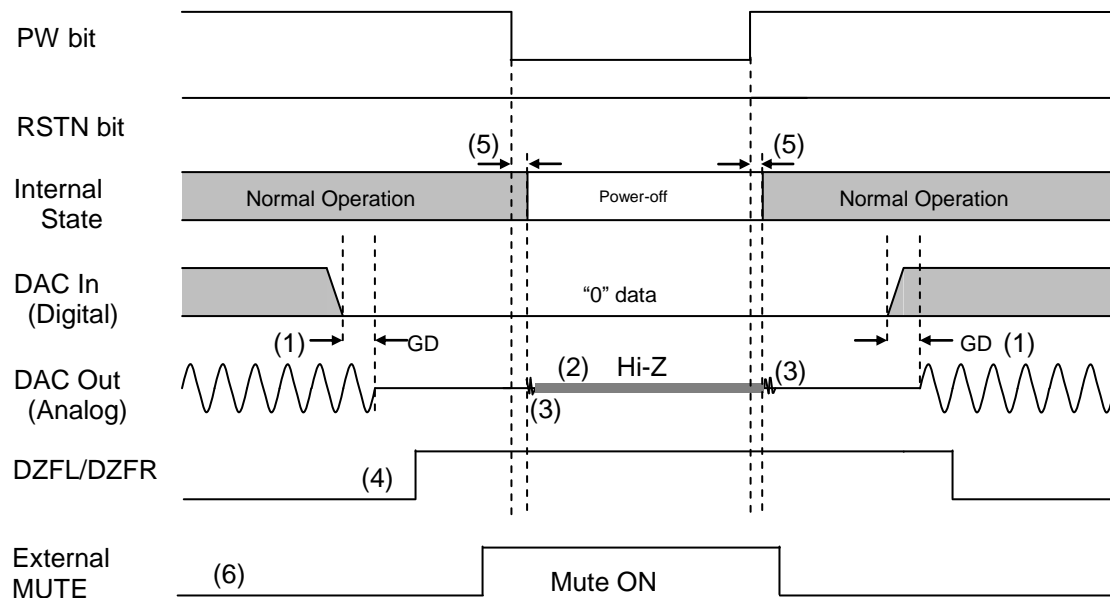 PW bit
RSTN bit
(5) (5)
Internal
State
Normal Operation Power-off Normal Operation
DAC In
(Digital)
“0” data
(1) GD GD (1)
DAC Out
(Analog)
(2) Hi-Z (3)
(3)
DZFL/DZFR
(4)
External
MUTE
(6) Mute ON